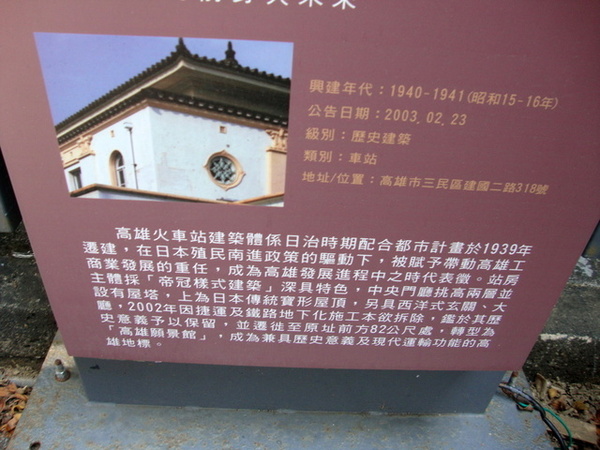 興建年代：1940-1941(昭和15-16年)
公告日期：2003. 02. 23
級別：歷史建築
類別：車站
地址/位置：高雄市三民區建國二路318號
高雄火車站建築體係日治時期配合都市計畫於1939年
遷建，在日本殖民南進政策的驅動下，被賦予帶動高雄工
商業發展的重任，成為高雄發展進程中之時代表徵。站房
主體採「帝冠樣式建築」深具特色，中央門廳挑高兩層並
設有屋塔，上為日本傳統寶形屋頂，另具西洋式玄關、大
廳，2002年因捷運及鐵路地下化施工本欲拆除，鑑於其歷
史意義予以保留，並遷徙至原址前方82公尺處，轉型為
「高雄願景館」，成為兼具歷史意義及現代運輸功能的高
雄地標。